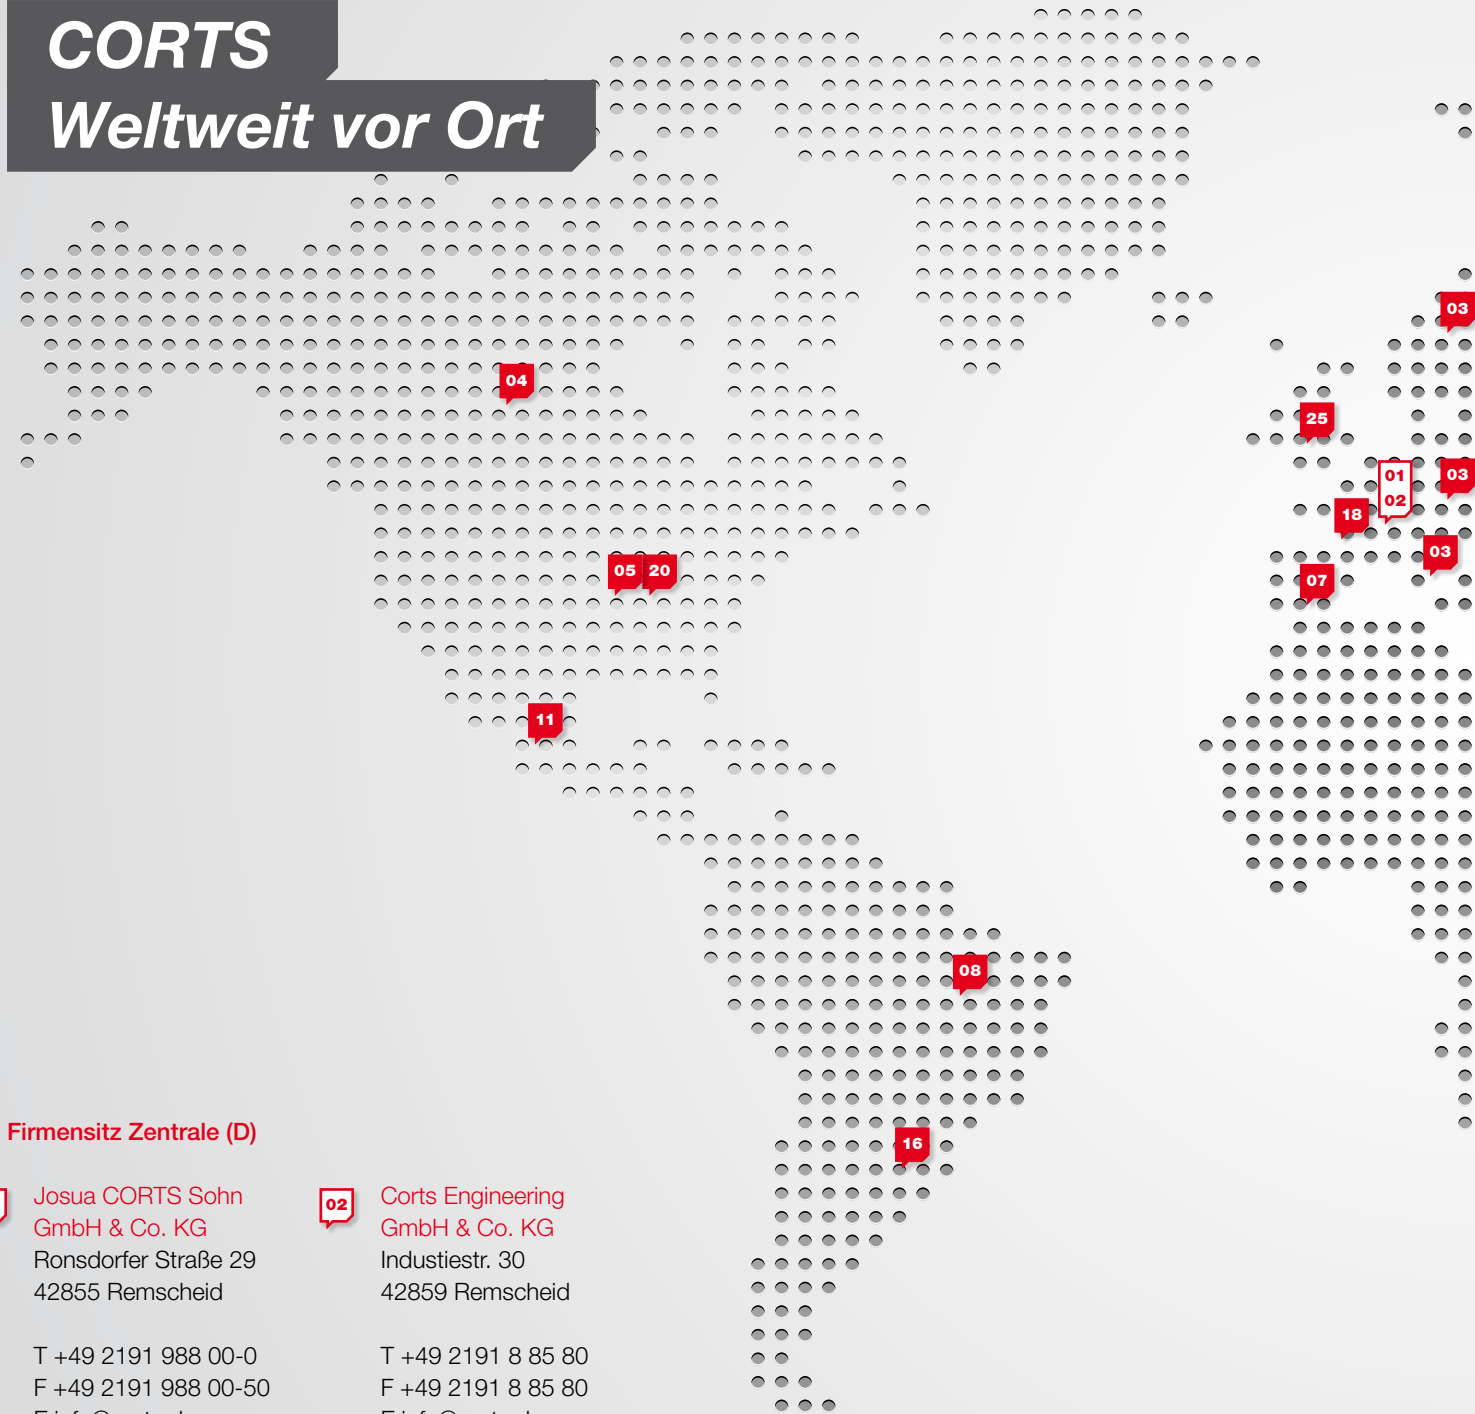 CORTS
Weltweit vor Ort
03
04
25
01
02
03
18
03
05 20
07
11
08
16
Firmensitz Zentrale (D)
Josua CORTS Sohn
GmbH & Co. KG
Ronsdorfer Straße 29
42855 Remscheid
T +49 2191 988 00-0
F +49 2191 988 00-50
02
Corts Engineering
GmbH & Co. KG
Industiestr. 30
42859 Remscheid
T +49 2191 8 85 80
F +49 2191 8 85 80